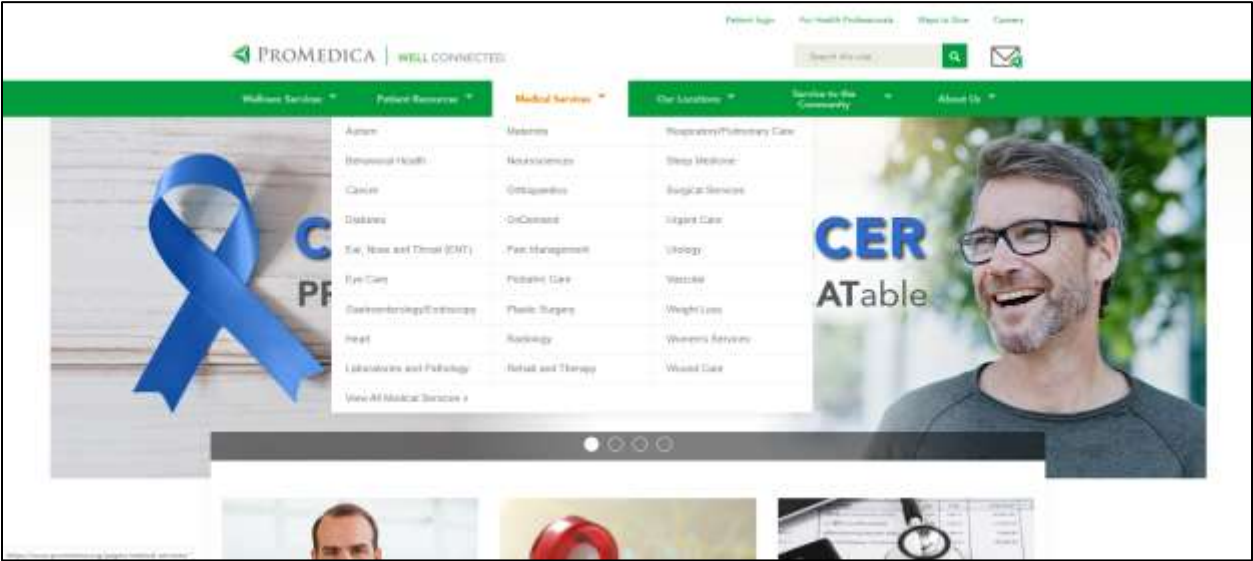 Patient login For Health Professionals Ways to Give Careers
PROMEDICA | WELL CONNECTED
Search this site
Wellness Services Patient Resources Medical Services Our Locations Service to the Community About Us
Autism Maternity Respiratory/Pulmonary Care
Behavioral Health Neurosciences Sleep Medicine
Cancer Orthopaedics Surgical Services
Diabetes OnDemand Urgent Care
Ear, Nose and Throat (ENT) Pain Management Urology
Eye Care Pediatric Care Vascular
Gastroenterology/Endoscopy Plastic Surgery Weight Loss
Heart Radiology Women's Services
Laboratories and Pathology Rehab and Therapy Wound Care
View All Medical Services »
C CER
PR ATable